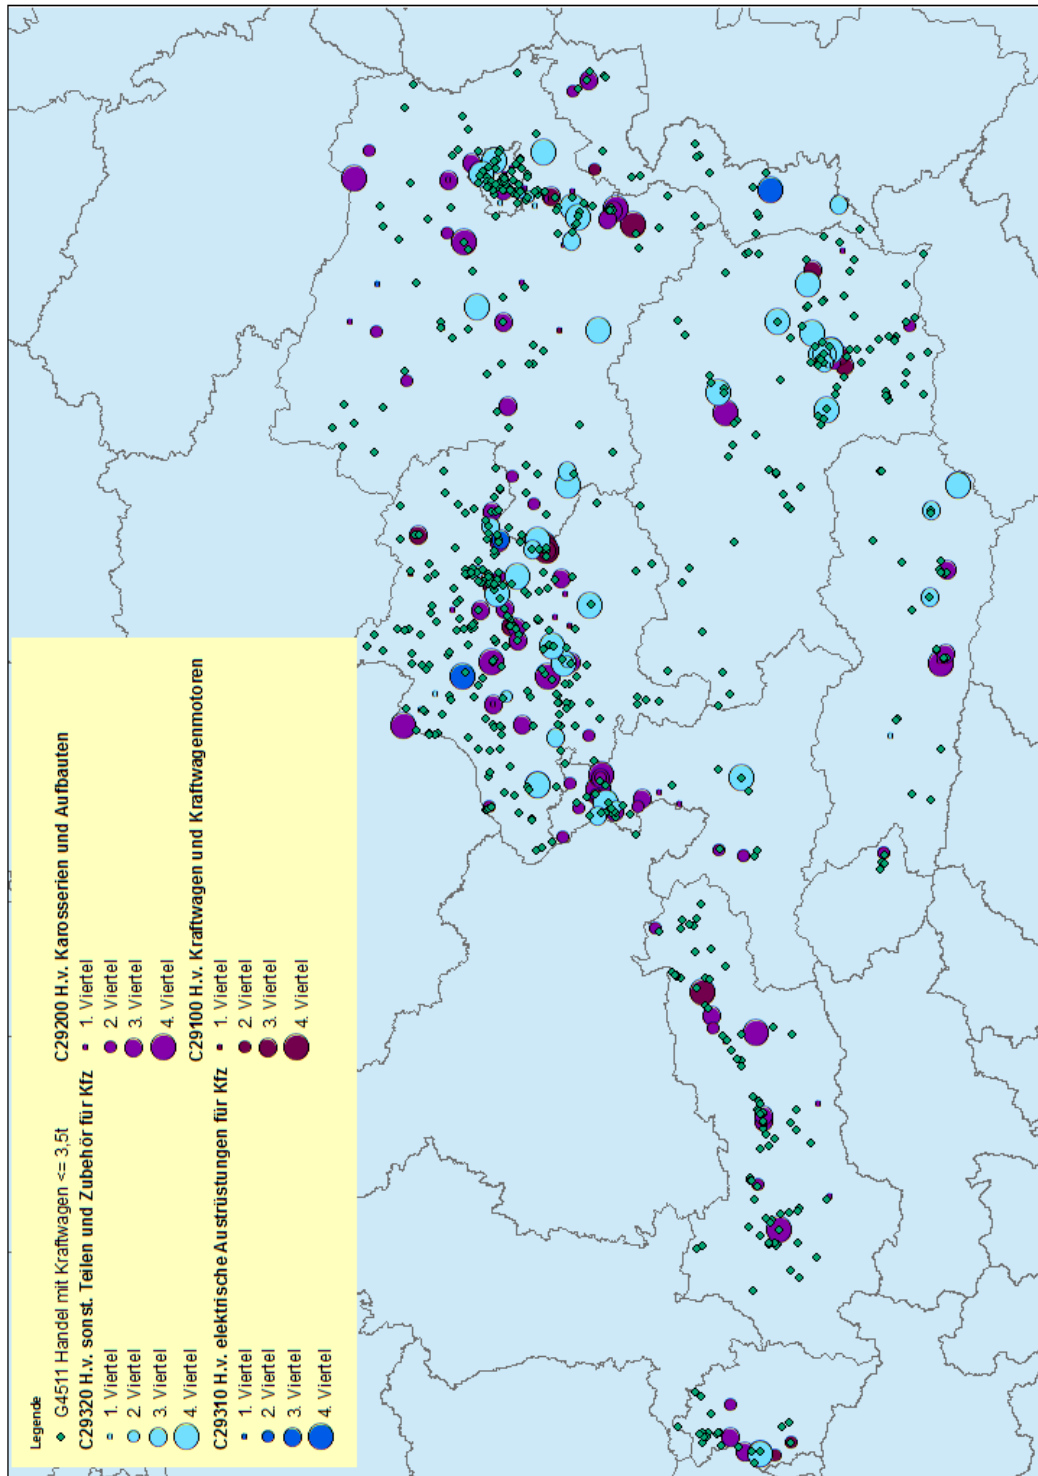 Legende
G4511 Handel mit Kraftwagen <= 3,5t
C29320 H.v. sonst. Teilen und Zubehör für Kfz
1. Viertel
2. Viertel
3. Viertel
4. Viertel
C29310 H.v. elektrische Austrüstungen für Kfz
1. Viertel
2. Viertel
3. Viertel
4. Viertel
C29200 H.v. Karosserien und Aufbauten
1. Viertel
2. Viertel
3. Viertel
4. Viertel
C29100 H.v. Kraftwagen und Kraftwagenmotoren
1. Viertel
2. Viertel
3. Viertel
4. Viertel